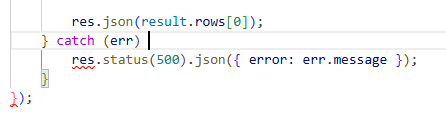 res.json(result.rows[0]);
} catch (err)
res.status(500).json({ error: err.message });
}
});